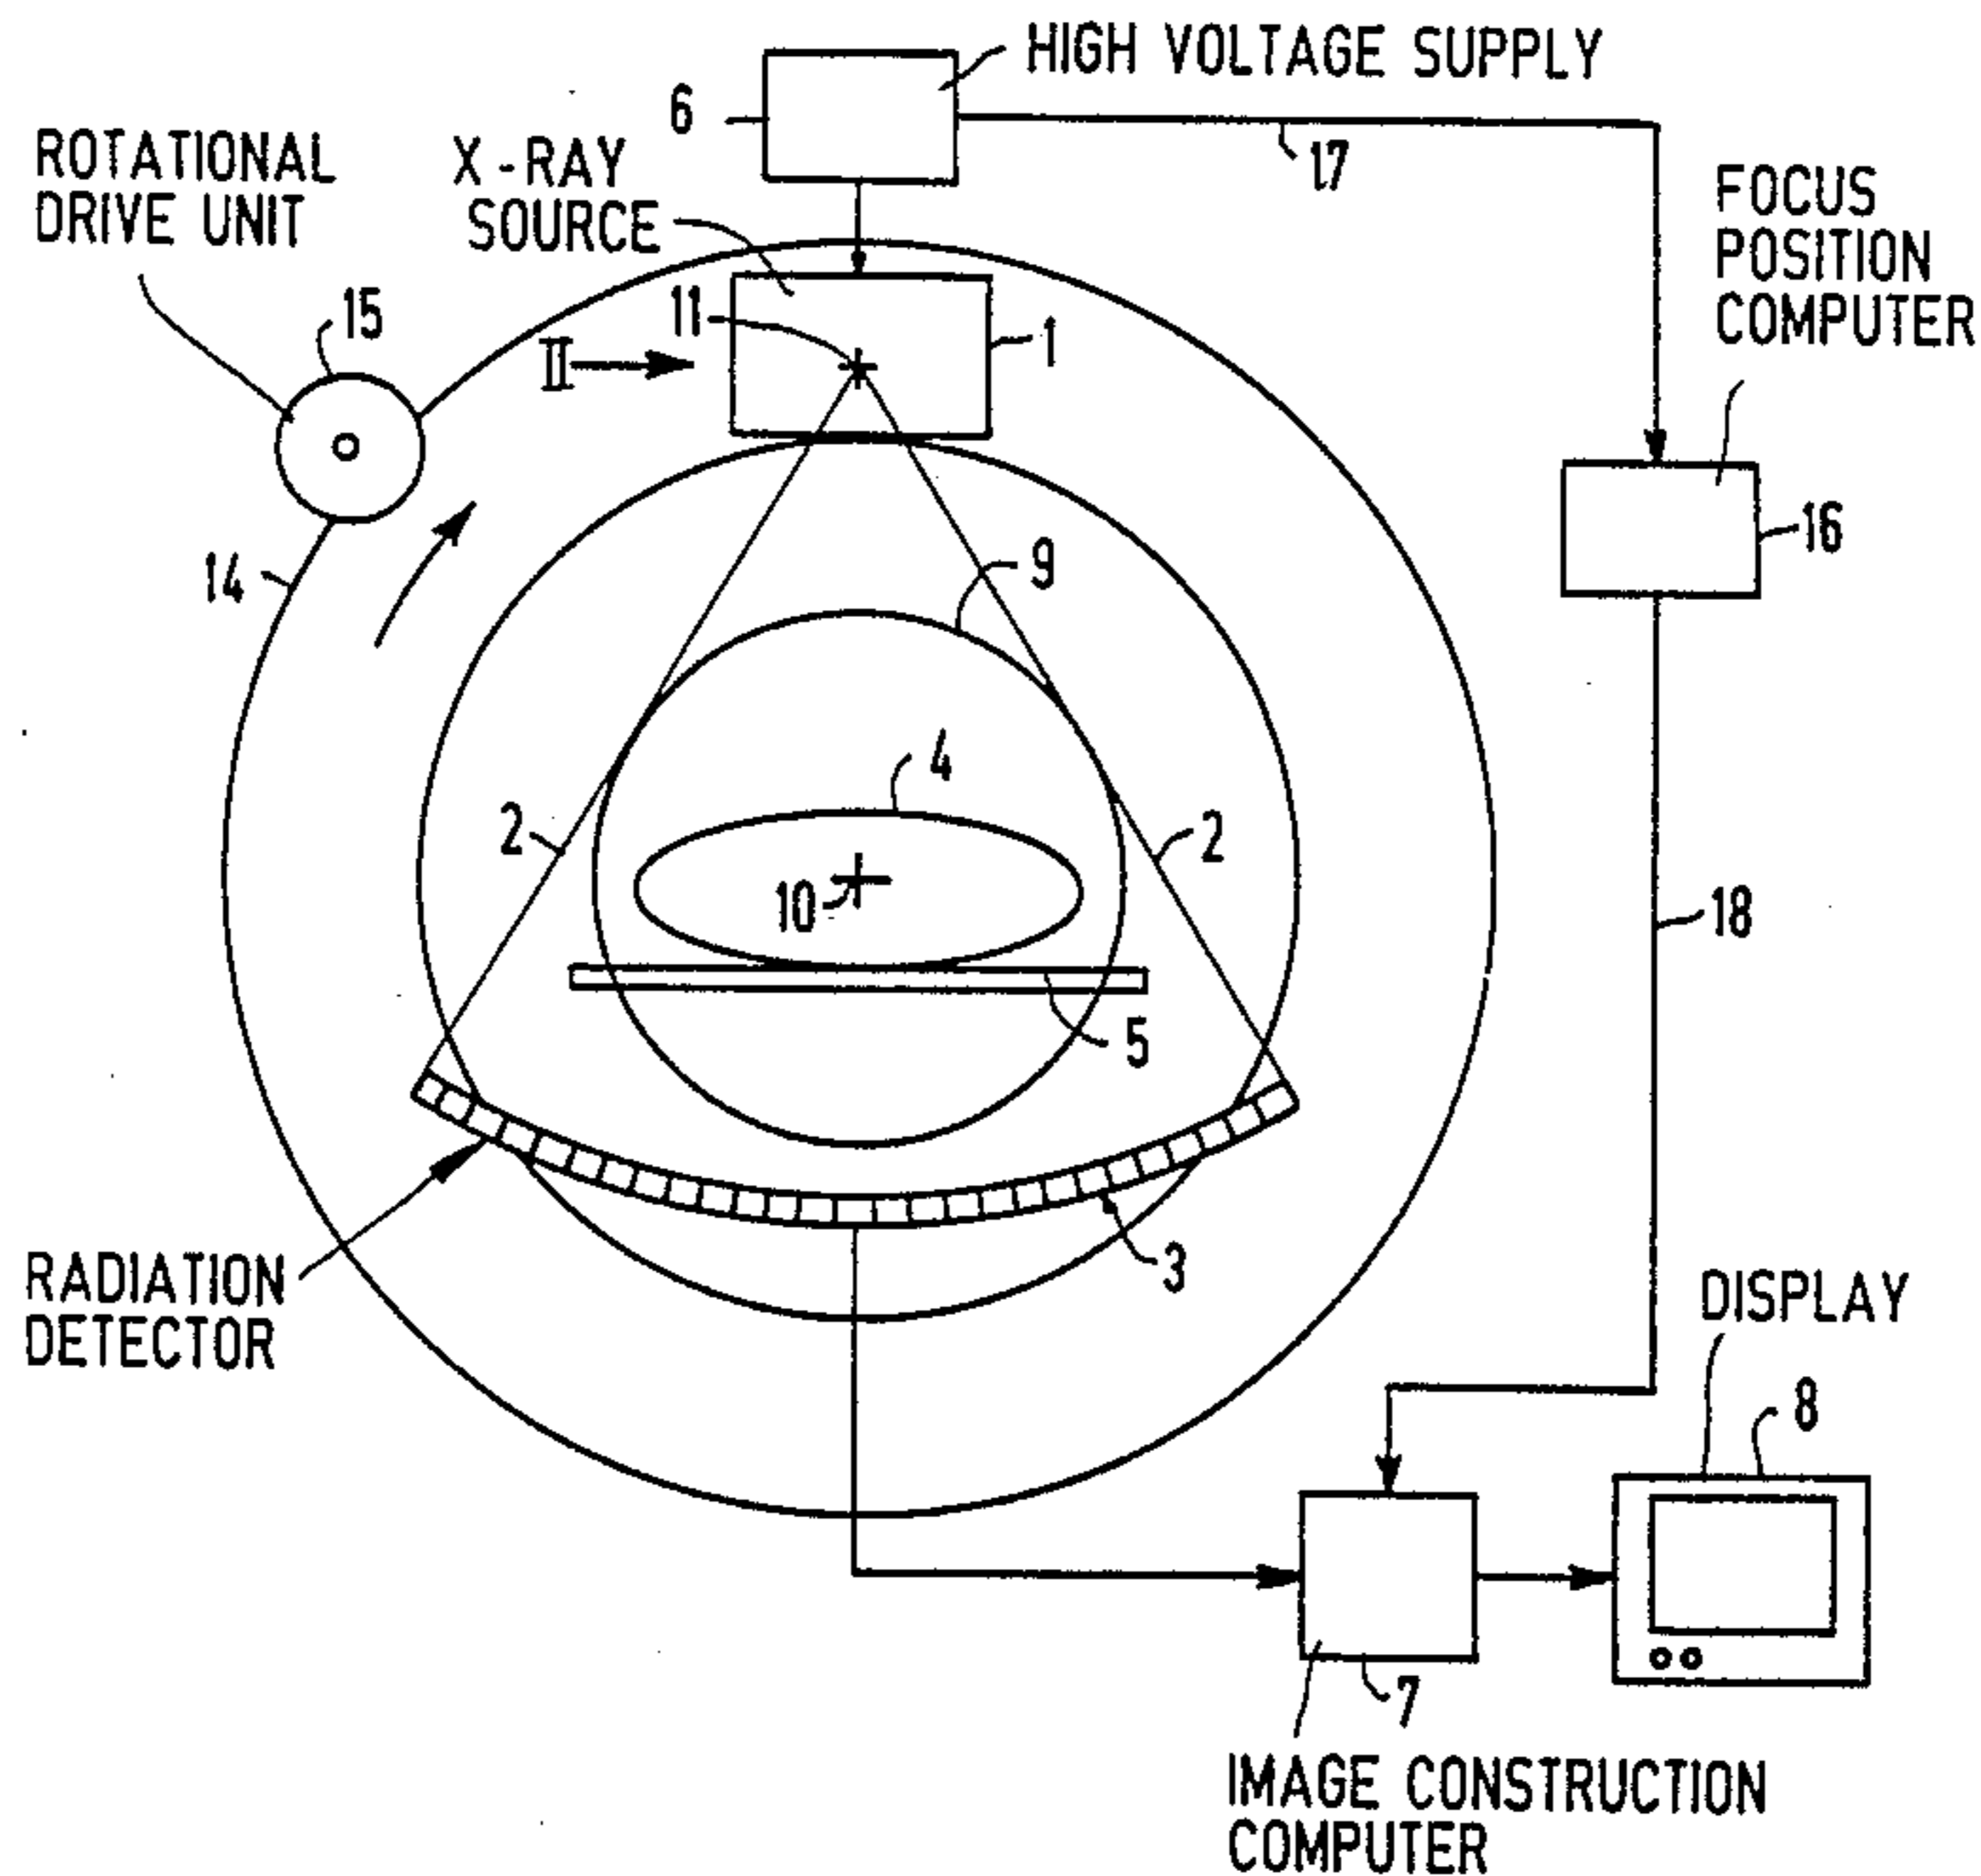 HIGH VOLTAGE SUPPLY
6
17
ROTATIONAL
DRIVE UNIT
X-RAY
SOURCE
FOCUS
POSITION
COMPUTER
15
11
1
II
16
14
9
4
2
2
10
18
5
3
RADIATION
DETECTOR
DISPLAY
8
7
IMAGE CONSTRUCTION
COMPUTER